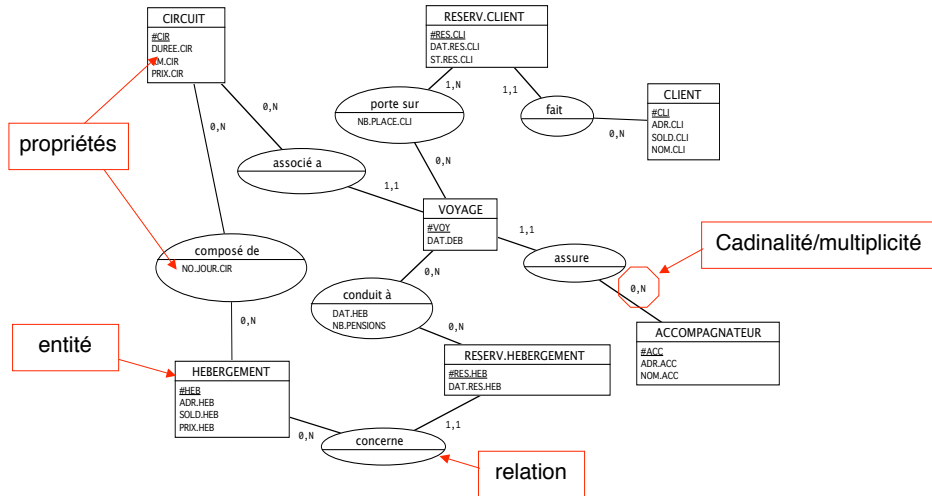 CIRCUIT
#CIR
DUREE.CIR
KM.CIR
PRIX.CIR
RESERV.CLIENT
#RES.CLI
DAT.RES.CLI
ST.RES.CLI
0,N
0,N
1,N
1,1
porte sur
NB.PLACE.CLI
fait
0,N
CLIENT
#CLI
ADR.CLI
SOLD.CLI
NOM.CLI
propriétés
associé a
0,N
1,1
VOYAGE
#VOY
DAT.DEB
1,1
Cadinalité/multiplicité
composé de
NO.JOUR.CIR
0,N
assure
0,N
conduit à
DAT.HEB
NB.PENSIONS
0,N
0,N
ACCOMPAGNATEUR
#ACC
ADR.ACC
NOM.ACC
entité
HEBERGEMENT
#HEB
ADR.HEB
SOLD.HEB
PRIX.HEB
RESERV.HEBERGEMENT
#RES.HEB
DAT.RES.HEB
0,N
1,1
concerne
relation